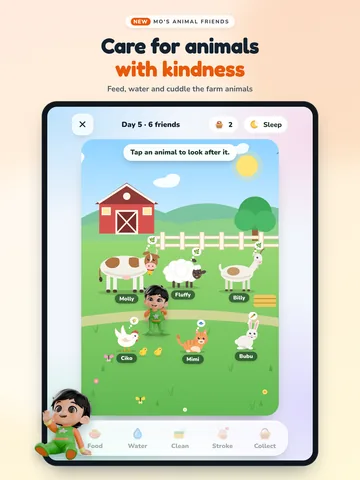 NEW MO'S ANIMAL FRIENDS
Care for animals
with kindness
Feed, water and cuddle the farm animals
Day 5 · 6 friends
2
Sleep
Tap an animal to look after it.
Molly
Fluffy
Billy
Ciko
Mimi
Bubu
Food
Water
Clean
Stroke
Collect